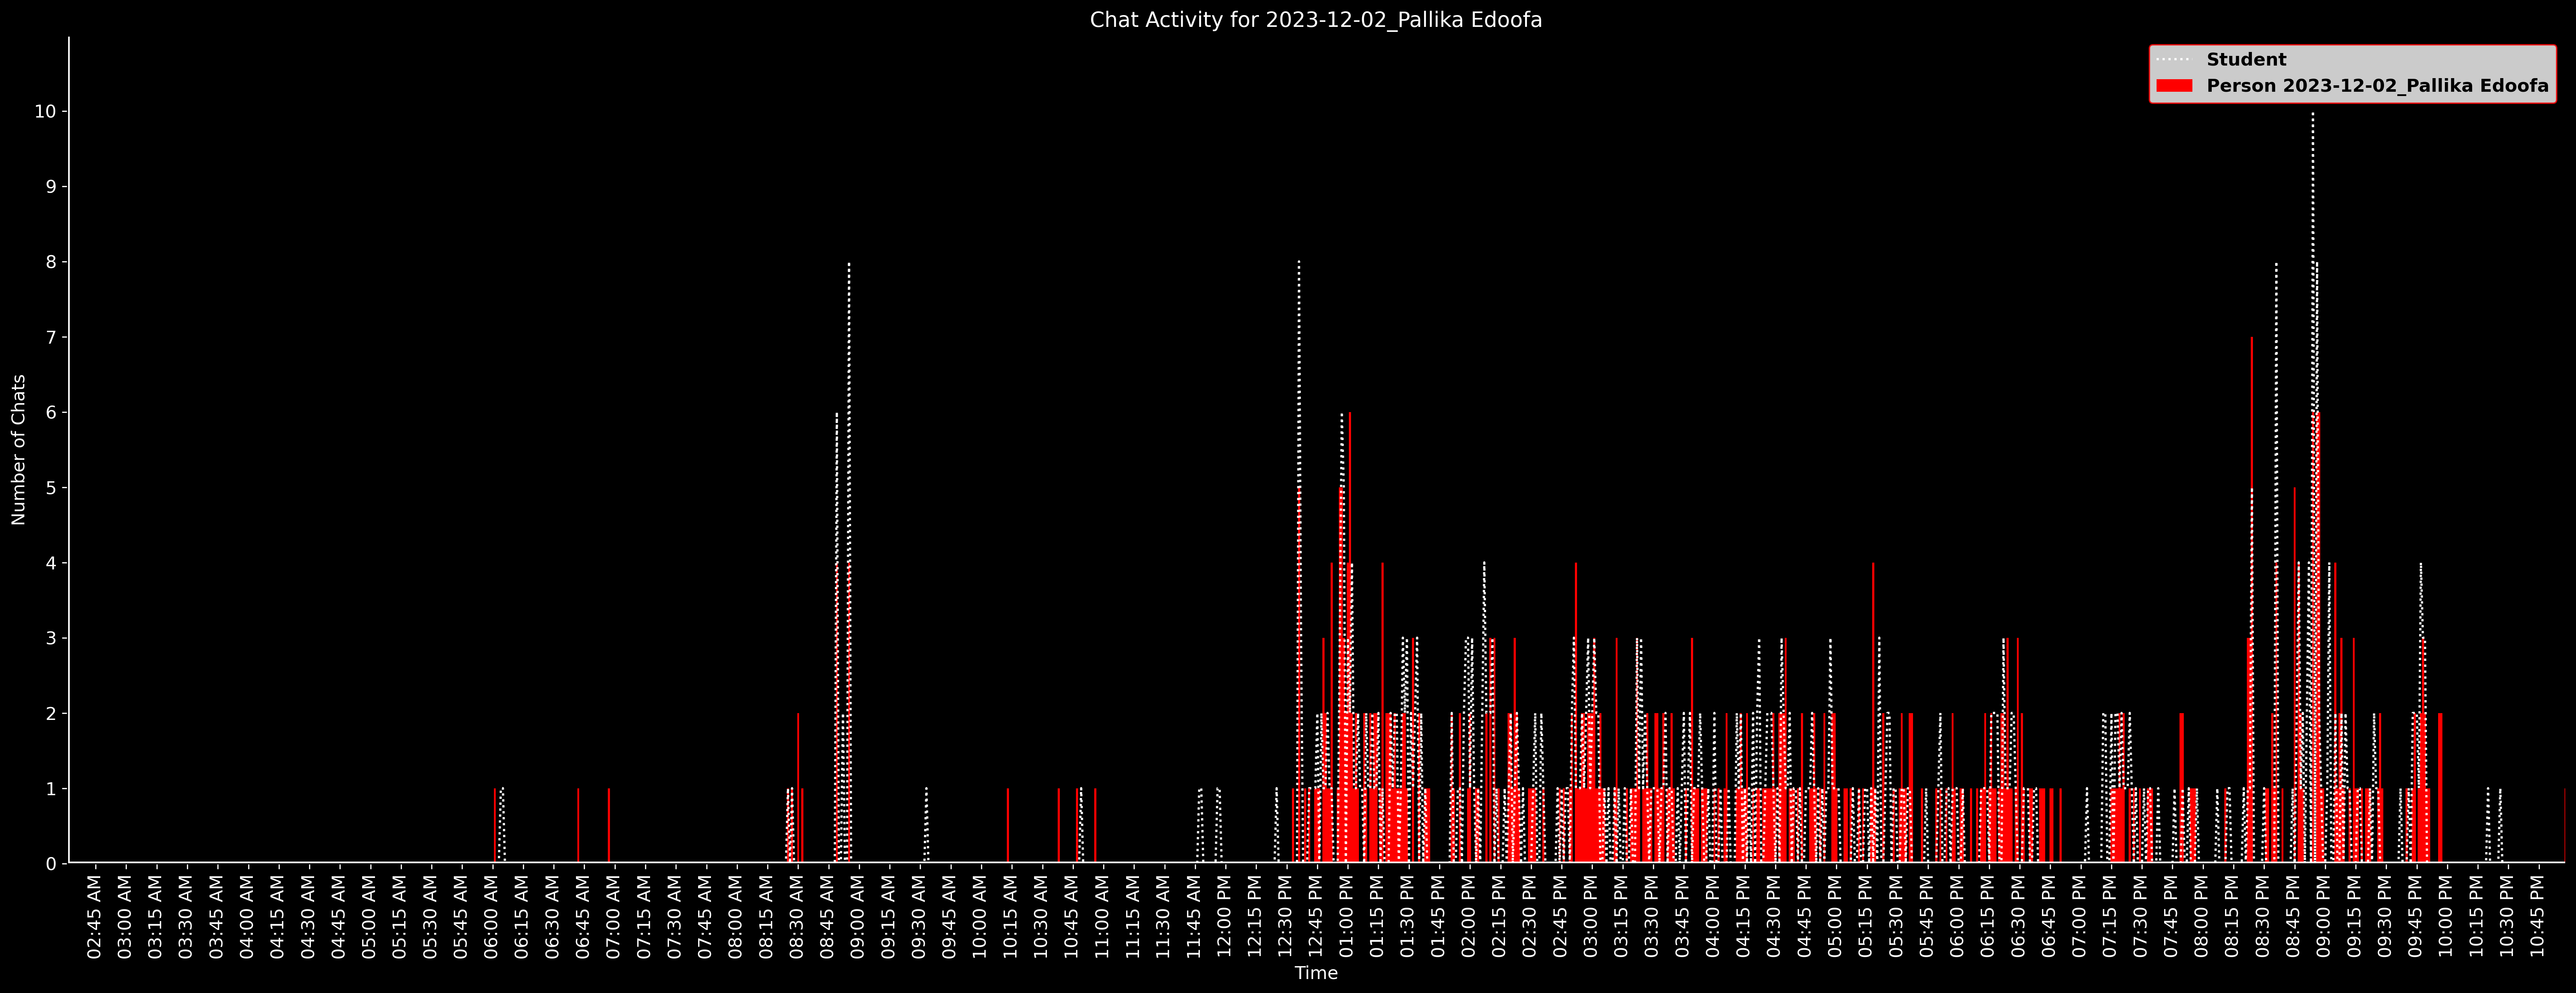 Chat Activity for 2023-12-02_Pallika Edoofa
Student
Person 2023-12-02_Pallika Edoofa
Number of Chats
10
9
8
7
6
5
4
3
2
1
0
02:45 AM
03:00 AM
03:15 AM
03:30 AM
03:45 AM
04:00 AM
04:15 AM
04:30 AM
04:45 AM
05:00 AM
05:15 AM
05:30 AM
05:45 AM
06:00 AM
06:15 AM
06:30 AM
06:45 AM
07:00 AM
07:15 AM
07:30 AM
07:45 AM
08:00 AM
08:15 AM
08:30 AM
08:45 AM
09:00 AM
09:15 AM
09:30 AM
09:45 AM
10:00 AM
10:15 AM
10:30 AM
10:45 AM
11:00 AM
11:15 AM
11:30 AM
11:45 AM
12:00 PM
12:15 PM
12:30 PM
12:45 PM
01:00 PM
01:15 PM
01:30 PM
01:45 PM
02:00 PM
02:15 PM
02:30 PM
02:45 PM
03:00 PM
03:15 PM
03:30 PM
03:45 PM
04:00 PM
04:15 PM
04:30 PM
04:45 PM
05:00 PM
05:15 PM
05:30 PM
05:45 PM
06:00 PM
06:15 PM
06:30 PM
06:45 PM
07:00 PM
07:15 PM
07:30 PM
07:45 PM
08:00 PM
08:15 PM
08:30 PM
08:45 PM
09:00 PM
09:15 PM
09:30 PM
09:45 PM
10:00 PM
10:15 PM
10:30 PM
10:45 PM
Time